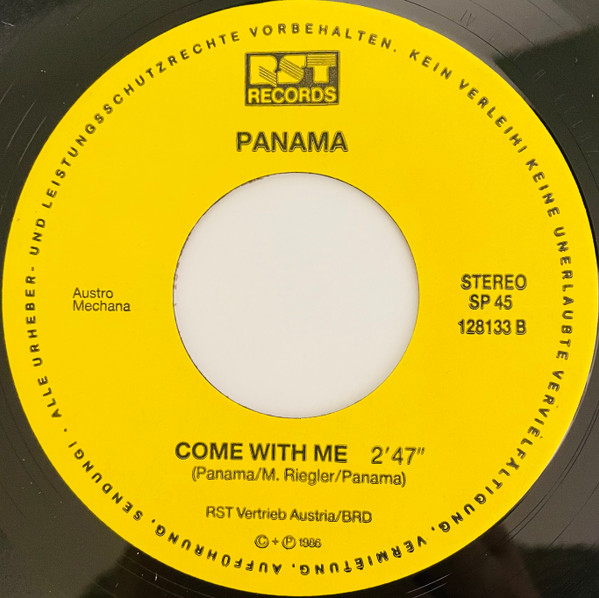 RST
RECORDS
PANAMA
Austro
Mechana
STEREO
SP 45
128133 B
COME WITH ME 2'47"
(Panama/M. Riegler/Panama)
RST Vertrieb Austria/BRD
© + ℗ 1986
· ALLE URHEBER- UND LEISTUNGSSCHUTZRECHTE VORBEHALTEN. KEIN VERLEIH! KEINE UNERLAUBTE VERVIELFÄLTIGUNG, VERMIETUNG, AUFFÜHRUNG, SENDUNG!